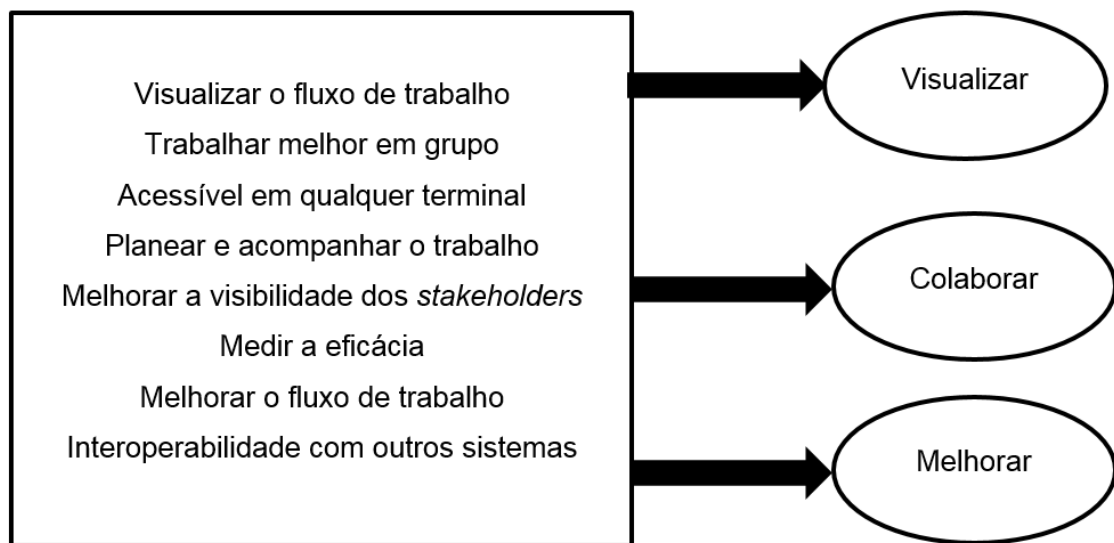 Visualizar o fluxo de trabalho
Trabalhar melhor em grupo
Acessível em qualquer terminal
Planear e acompanhar o trabalho
Melhorar a visibilidade dos stakeholders
Medir a eficácia
Melhorar o fluxo de trabalho
Interoperabilidade com outros sistemas
Visualizar
Colaborar
Melhorar